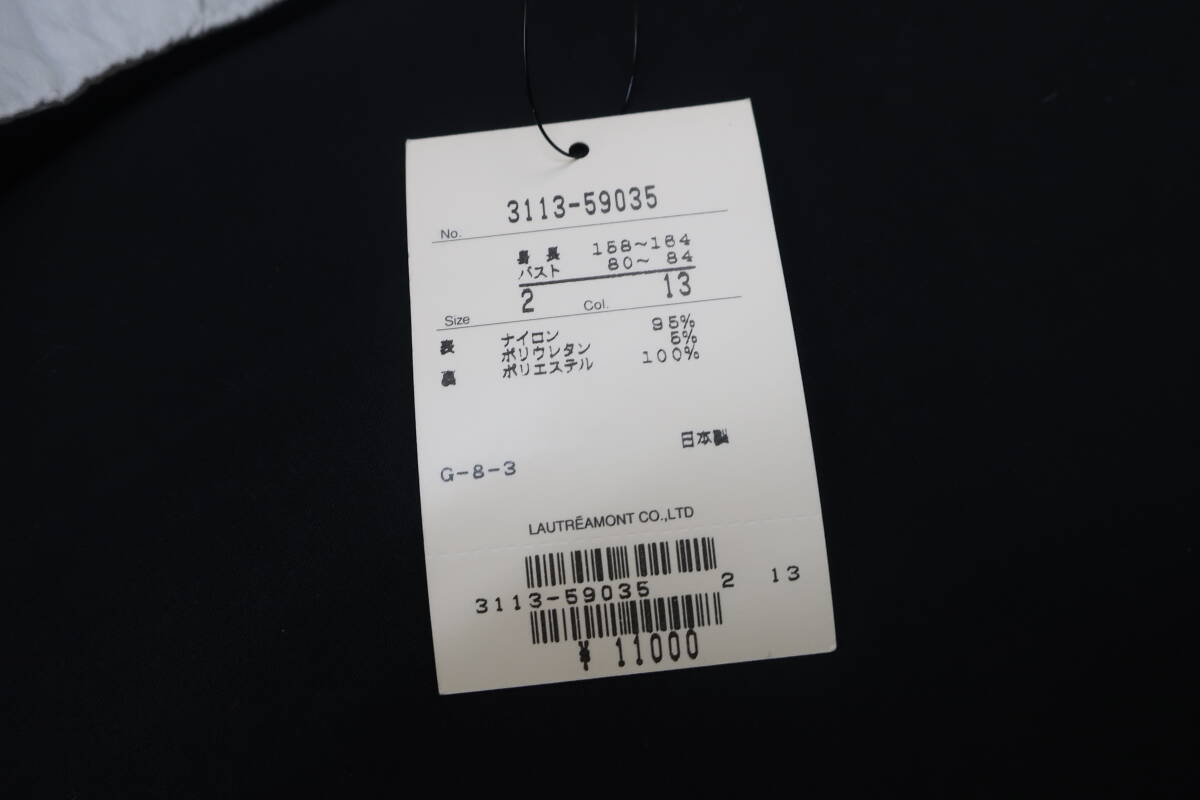 No. 3113-59035
身長 158~164
バスト 80~ 84
Size 2 Col. 13
表 ナイロン 95%
ポリウレタン 5%
裏 ポリエステル 100%
日本製
G-8-3
LAUTRÉAMONT CO.,LTD
3113-59035 2 13
¥ 11000